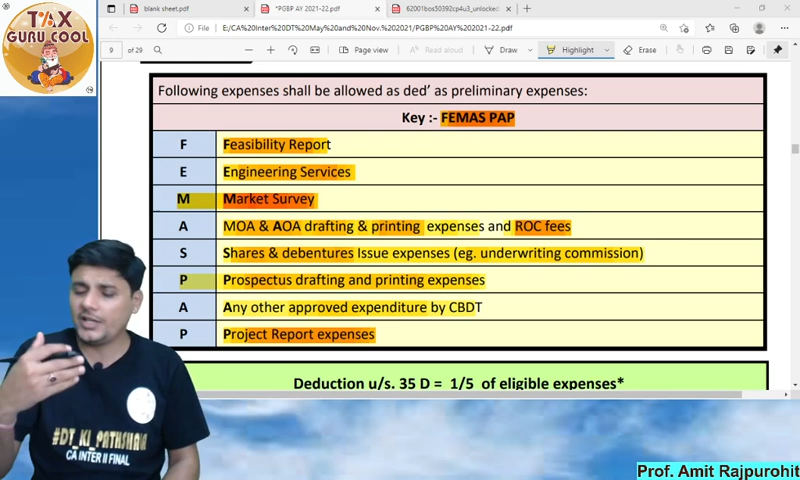 TAX
GURU COOL
blank sheet.pdf
*PGBP AY 2021-22.pdf
62001bos50392cp4u3_unlocked
File
E:/CA%20Inter%20DT%20May%20and%20Nov.%202021/PGBP%20AY%202021-22.pdf
9
of 29
Page view
Read aloud
Draw
Highlight
Erase
Following expenses shall be allowed as ded' as preliminary expenses:
Key :- FEMAS PAP
F Feasibility Report
E Engineering Services
M Market Survey
A MOA & AOA drafting & printing expenses and ROC fees
S Shares & debentures Issue expenses (eg. underwriting commission)
P Prospectus drafting and printing expenses
A Any other approved expenditure by CBDT
P Project Report expenses
Deduction u/s. 35 D = 1/5 of eligible expenses*
#DT_KI_PATHSHALA
CA INTER II FINAL
Prof. Amit Rajpurohit